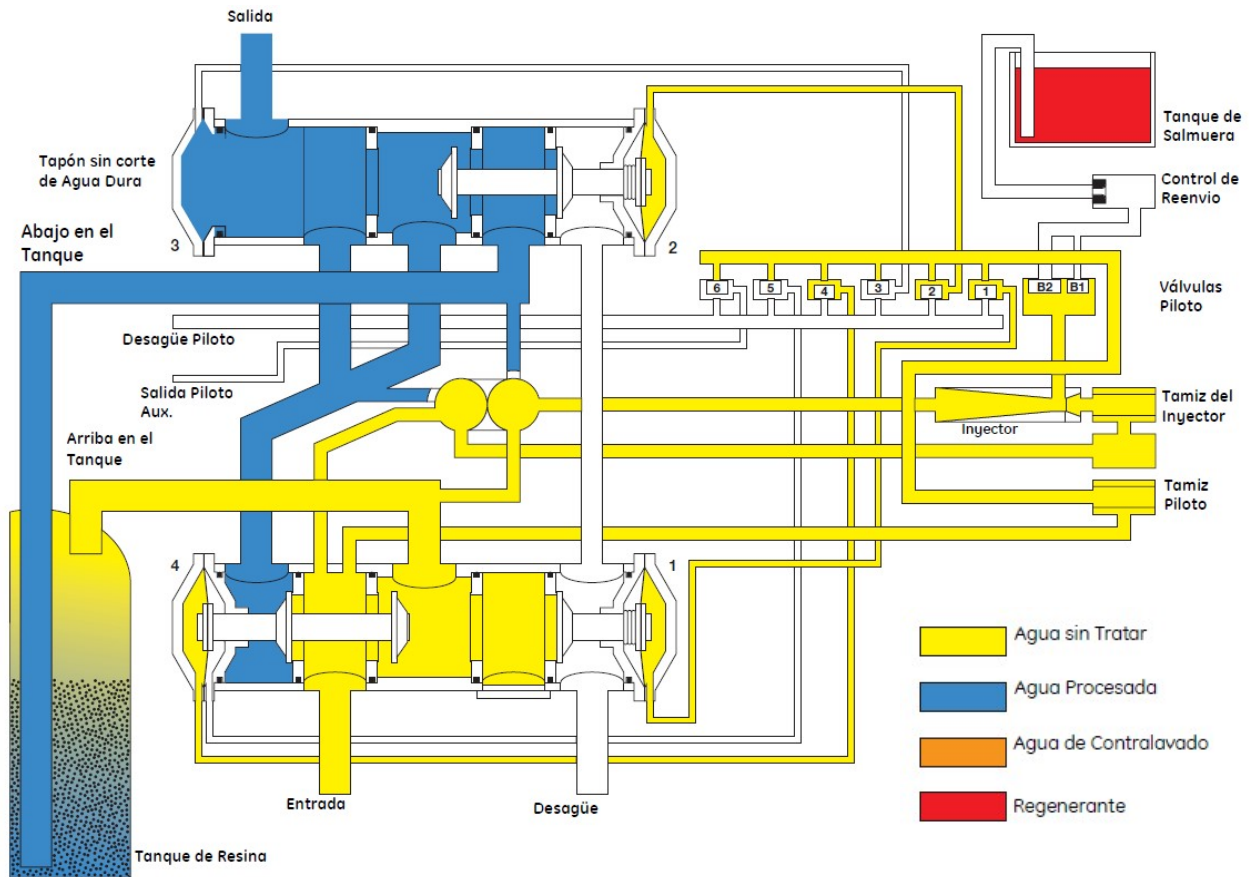 Salida
Tapón sin corte
de Agua Dura
3
2
Tanque de
Salmuera
Control de
Reenvio
Abajo en el
Tanque
6
5
4
3
2
1
B2
B1
Válvulas
Piloto
Desagüe Piloto
Salida Piloto
Aux.
Tamiz del
Inyector
Inyector
Arriba en el
Tanque
Tamiz
Piloto
4
1
Agua sin Tratar
Agua Procesada
Agua de Contralavado
Regenerante
Entrada
Desagüe
Tanque de Resina